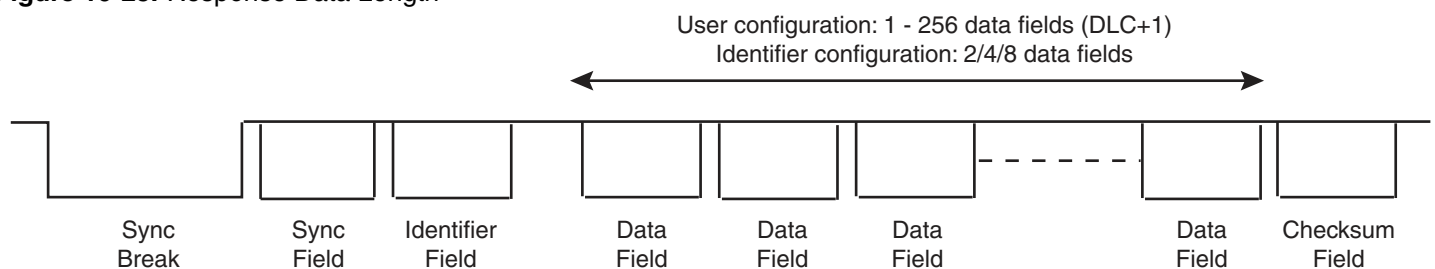 User configuration: 1 - 256 data fields (DLC+1)
Identifier configuration: 2/4/8 data fields
Sync Break
Sync Field
Identifier Field
Data Field
Data Field
Data Field
Data Field
Checksum Field